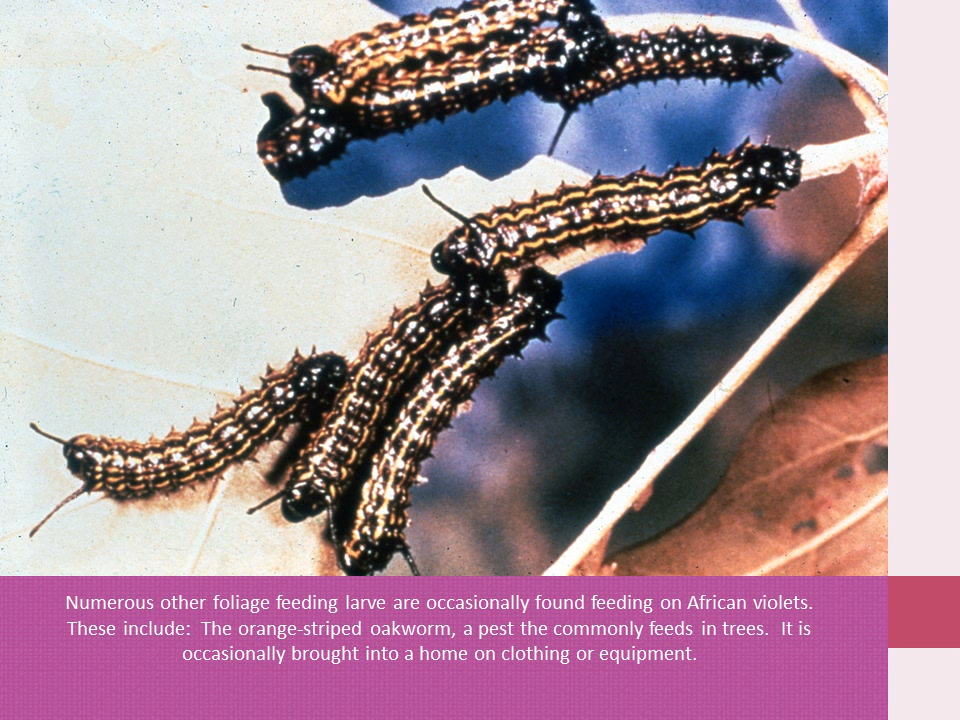 Numerous other foliage feeding larve are occasionally found feeding on African violets.
These include:  The orange-striped oakworm, a pest the commonly feeds in trees.  It is
occasionally brought into a home on clothing or equipment.